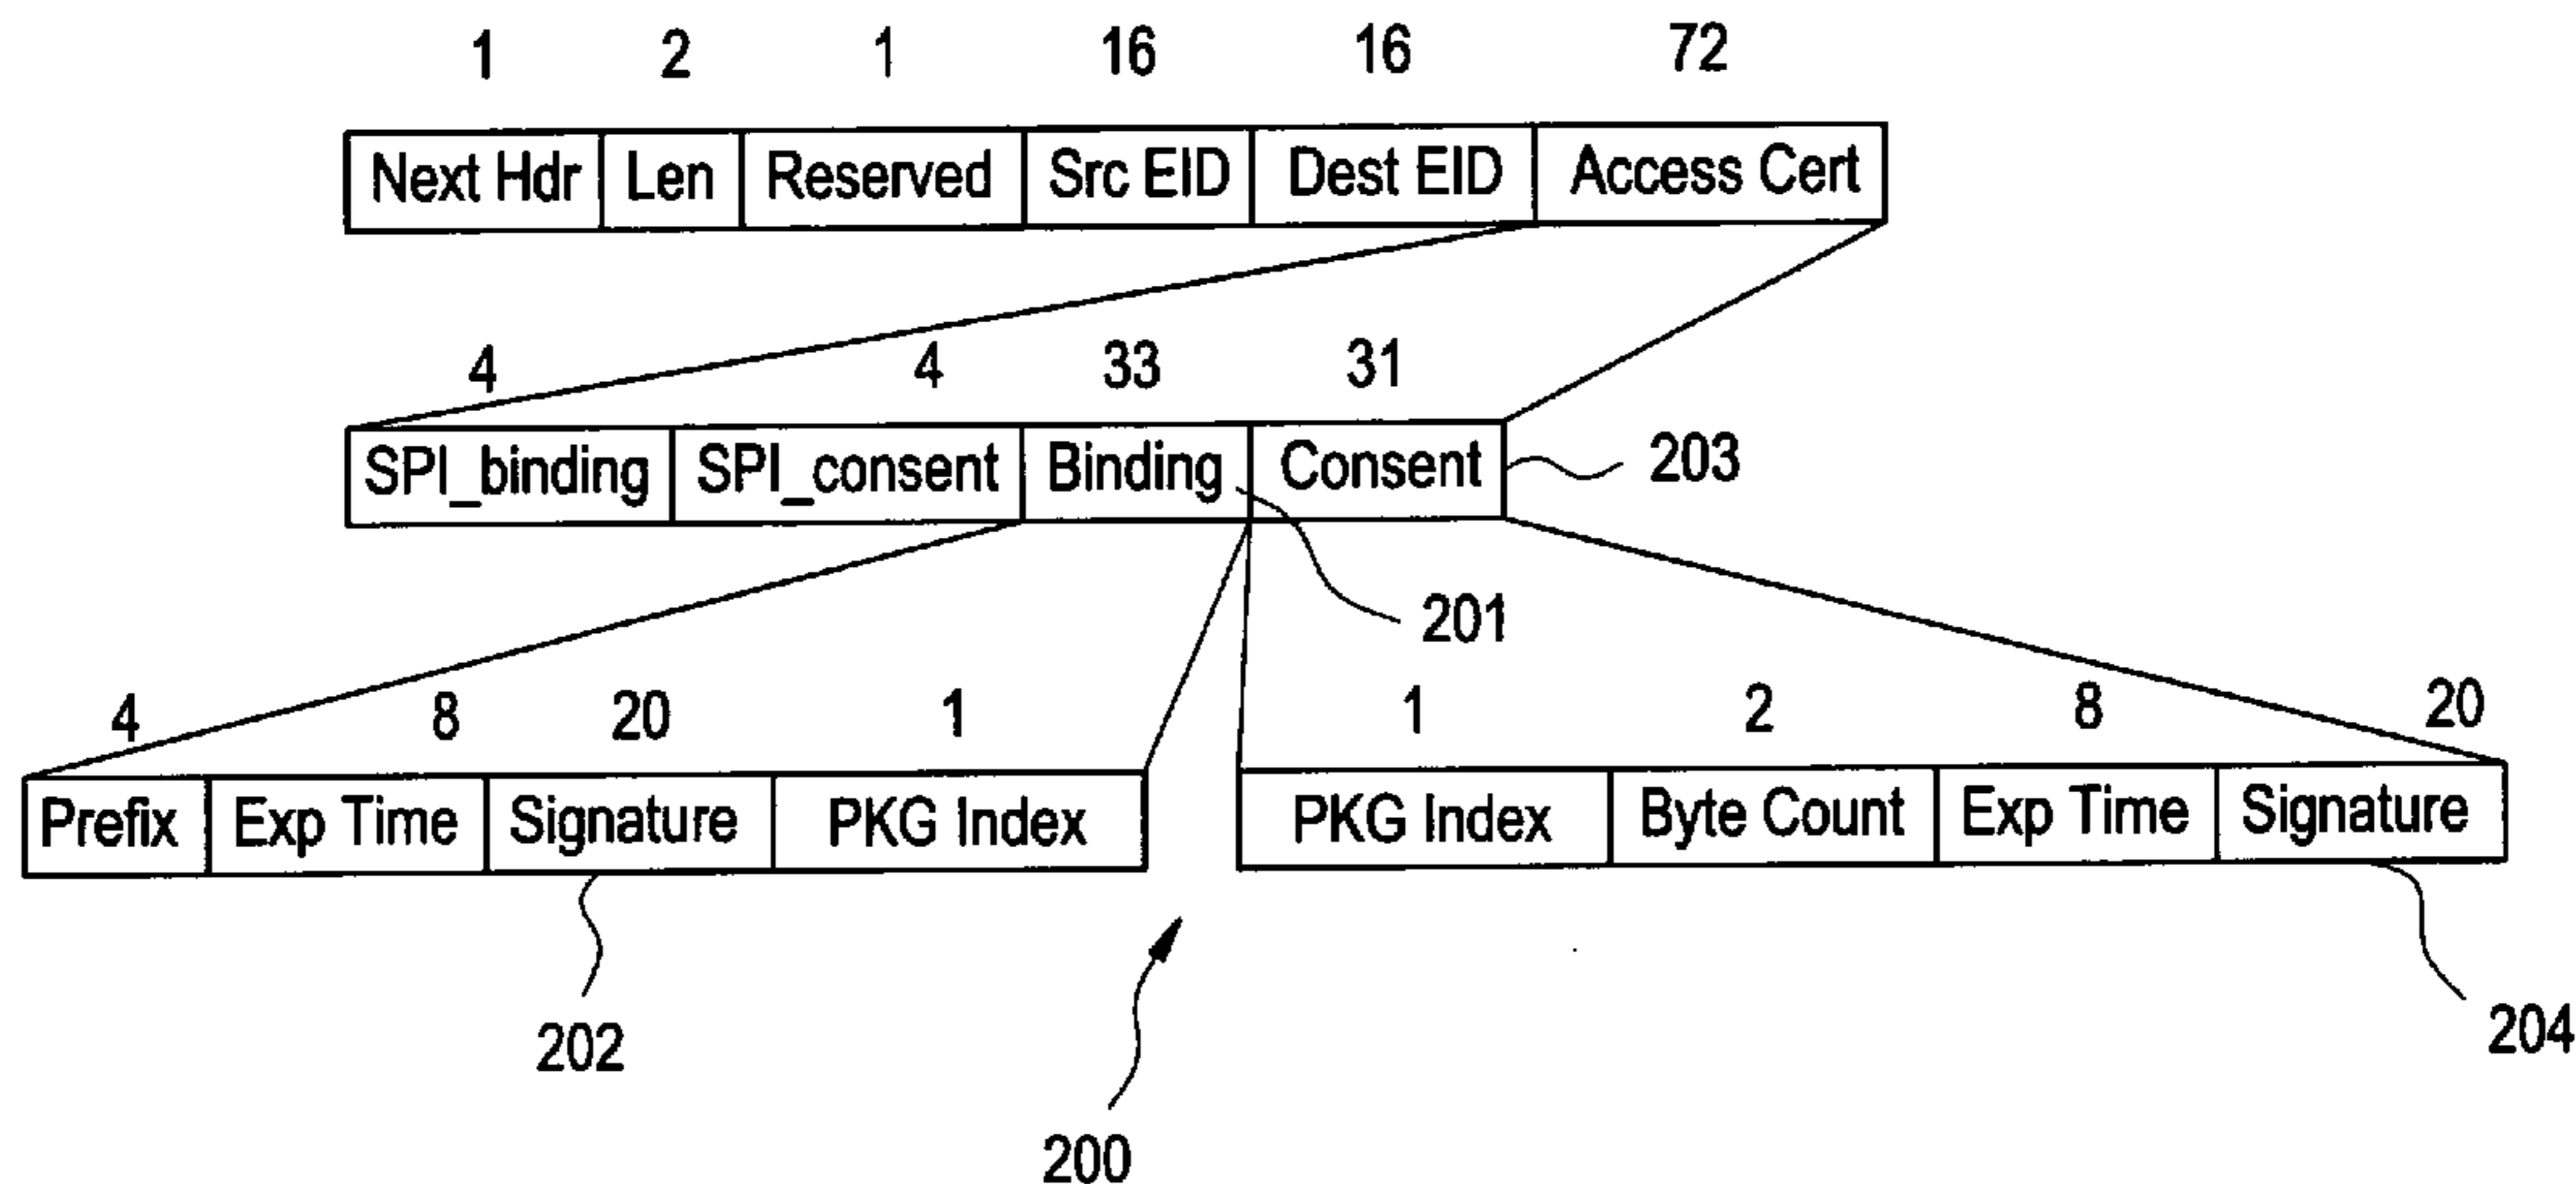 1 2 1 16 16 72
Next Hdr Len Reserved Src EID Dest EID Access Cert
4 4 33 31
SPI_binding SPI_consent Binding Consent 203
201
4 8 20 1 1 2 8 20
Prefix Exp Time Signature PKG Index PKG Index Byte Count Exp Time Signature
202 204
200